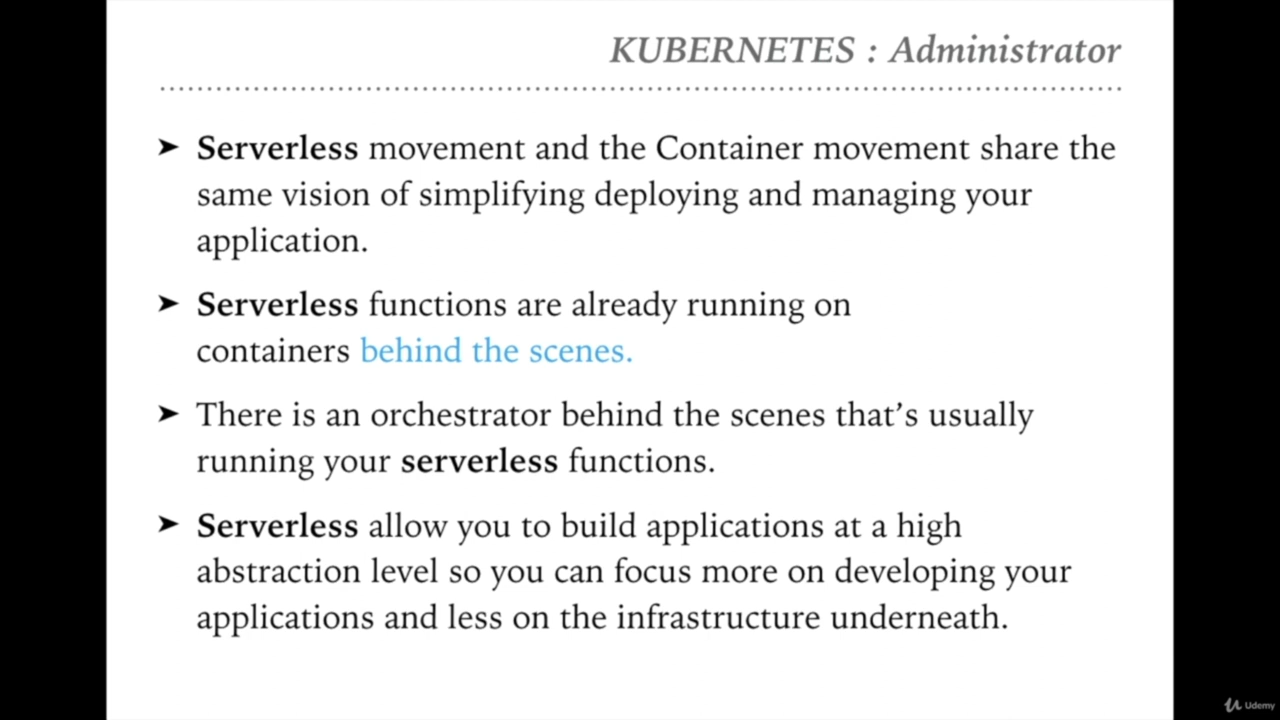 KUBERNETES : Administrator
➤ Serverless movement and the Container movement share the
same vision of simplifying deploying and managing your
application.
➤ Serverless functions are already running on
containers behind the scenes.
➤ There is an orchestrator behind the scenes that’s usually
running your serverless functions.
➤ Serverless allow you to build applications at a high
abstraction level so you can focus more on developing your
applications and less on the infrastructure underneath.
Udemy